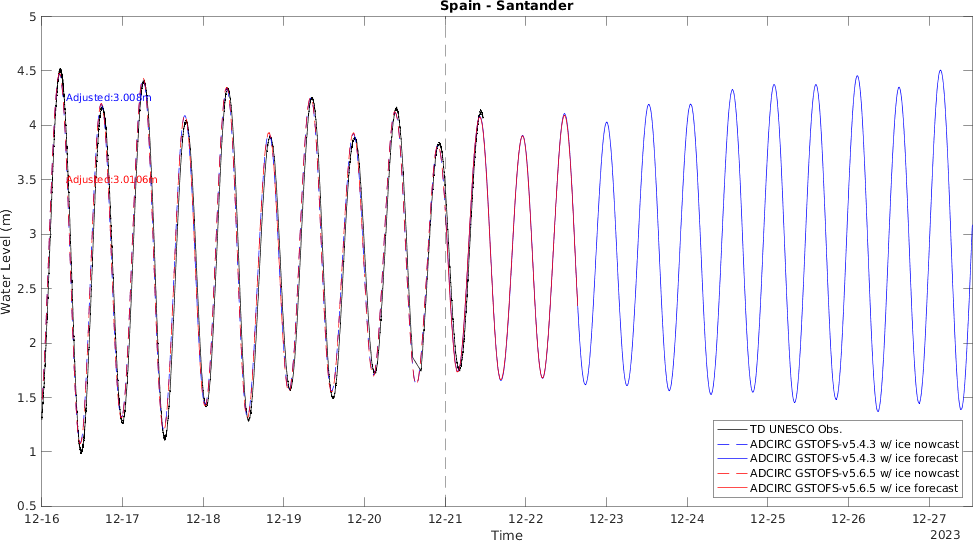 Spain - Santander
5
4.5
4
3.5
3
2.5
2
1.5
1
0.5
Water Level (m)
Adjusted:3.008m
Adjusted:3.0106m
12-16
12-17
12-18
12-19
12-20
12-21
12-22
12-23
12-24
12-25
12-26
12-27
2023
Time
TD UNESCO Obs.
ADCIRC GSTOFS-v5.4.3 w/ ice nowcast
ADCIRC GSTOFS-v5.4.3 w/ ice forecast
ADCIRC GSTOFS-v5.6.5 w/ ice nowcast
ADCIRC GSTOFS-v5.6.5 w/ ice forecast